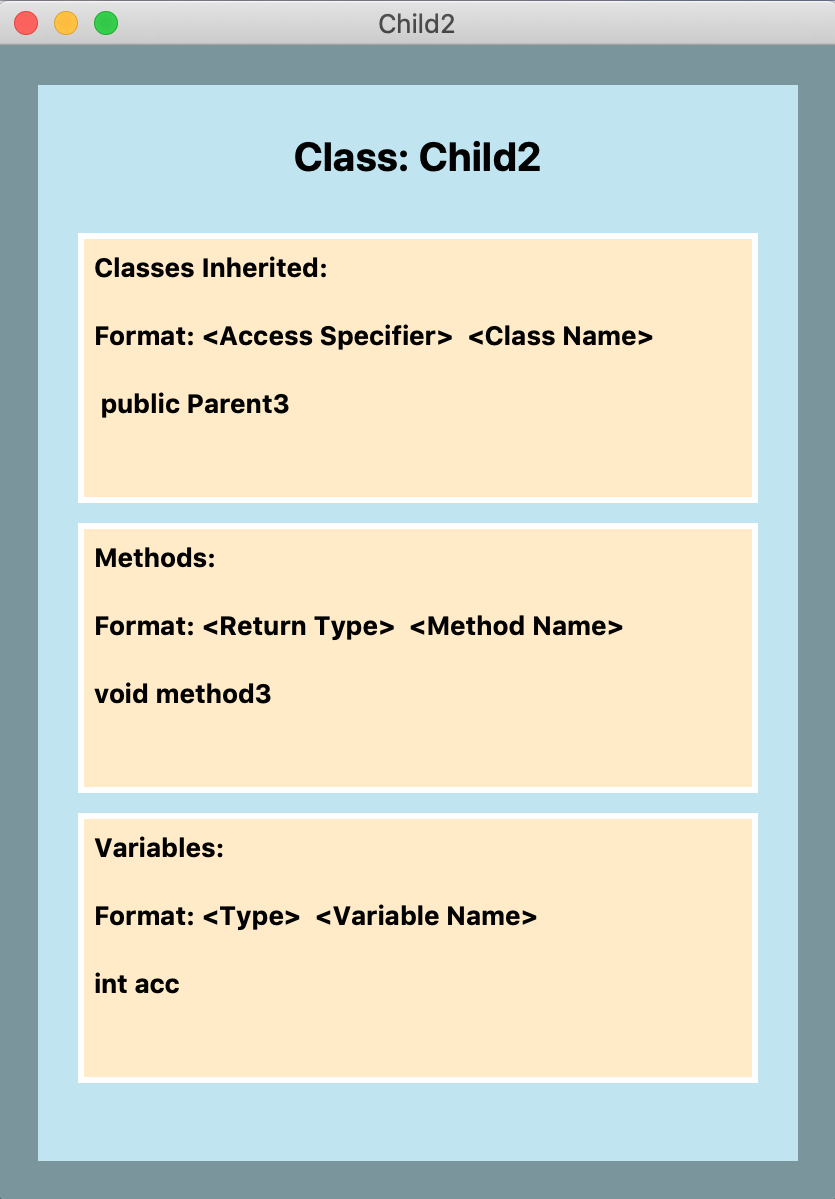 Child2
Class: Child2
Classes Inherited:
Format: <Access Specifier>  <Class Name>
public Parent3
Methods:
Format: <Return Type>  <Method Name>
void method3
Variables:
Format: <Type>  <Variable Name>
int acc